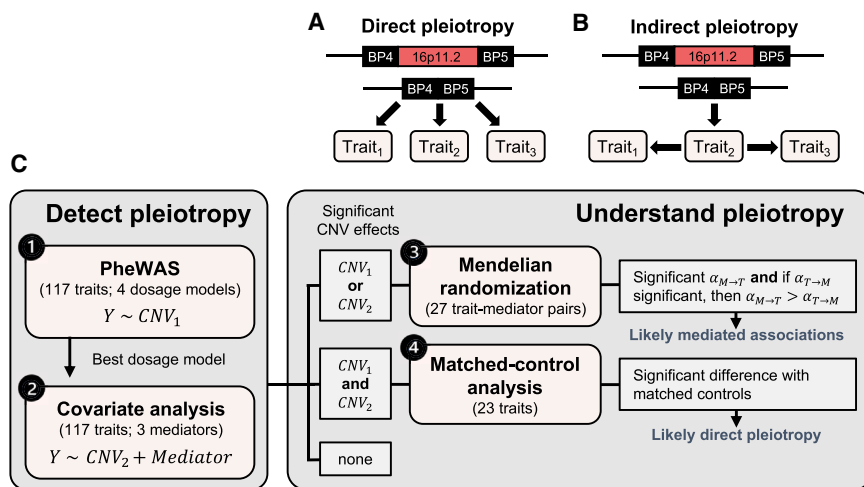 A
Direct pleiotropy
BP4 16p11.2 BP5
BP4 BP5
Trait₁ Trait₂ Trait₃
B
Indirect pleiotropy
BP4 16p11.2 BP5
BP4 BP5
Trait₁ Trait₂ Trait₃
C
Detect pleiotropy
1
PheWAS
(117 traits; 4 dosage models)
Y ~ CNV₁
Best dosage model
2
Covariate analysis
(117 traits; 3 mediators)
Y ~ CNV₂ + Mediator
Understand pleiotropy
Significant
CNV effects
CNV₁
or
CNV₂
3
Mendelian
randomization
(27 trait-mediator pairs)
Significant α_{M→T} and if α_{T→M}
significant, then α_{M→T} > α_{T→M}
Likely mediated associations
CNV₁
and
CNV₂
4
Matched-control
analysis
(23 traits)
Significant difference with
matched controls
Likely direct pleiotropy
none